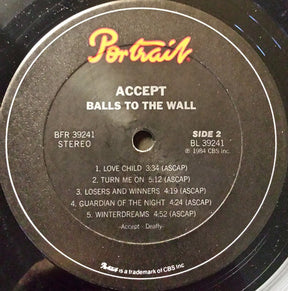 Portrait
ACCEPT
BALLS TO THE WALL
BFR 39241
STEREO
SIDE 2
BL 39241
℗ 1984 CBS Inc.
1. LOVE CHILD 3:34 (ASCAP)
2. TURN ME ON 5:12 (ASCAP)
3. LOSERS AND WINNERS 4:19 (ASCAP)
4. GUARDIAN OF THE NIGHT 4:24 (ASCAP)
5. WINTERDREAMS 4:52 (ASCAP)
-Accept - Deaffy-
Portrait is a trademark of CBS Inc